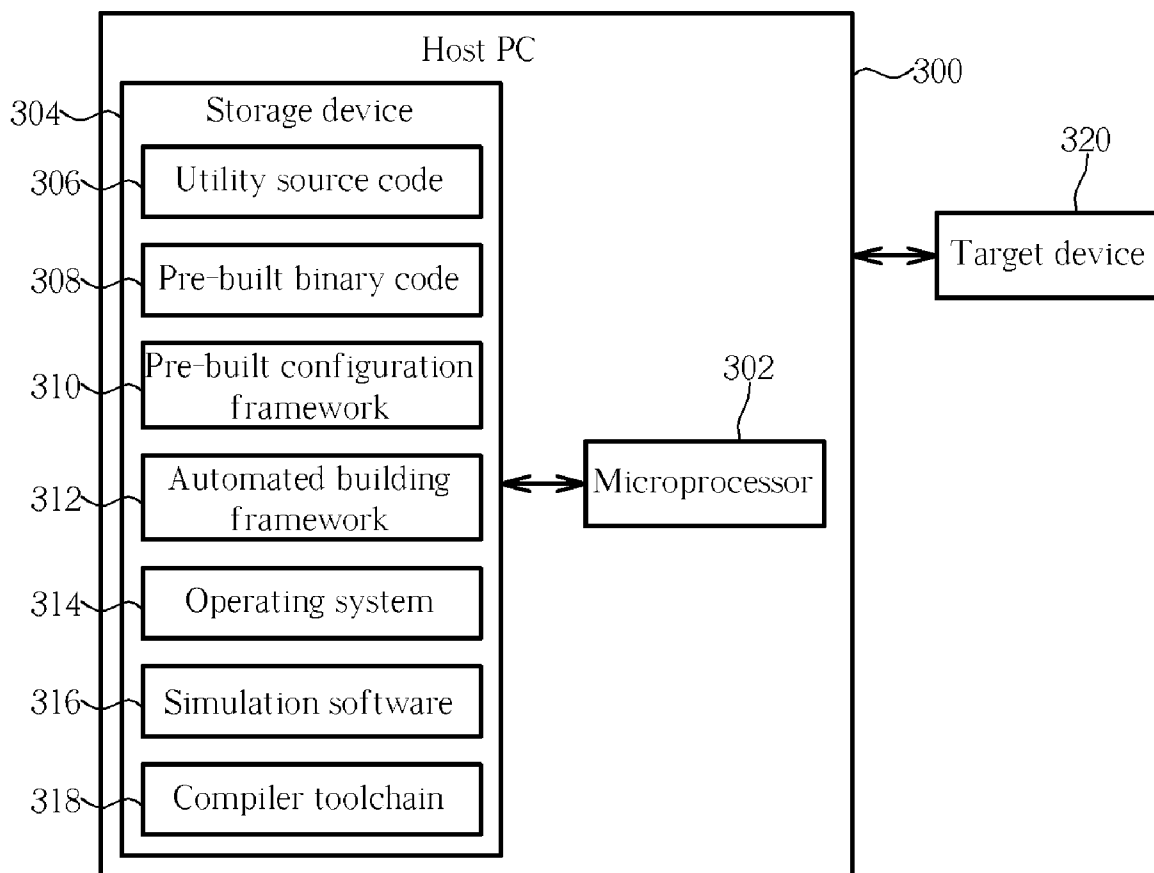 Host PC
300
304
Storage device
320
306
Utility source code
Target device
308
Pre-built binary code
310
Pre-built configuration
framework
302
312
Automated building
framework
Microprocessor
314
Operating system
316
Simulation software
318
Compiler toolchain